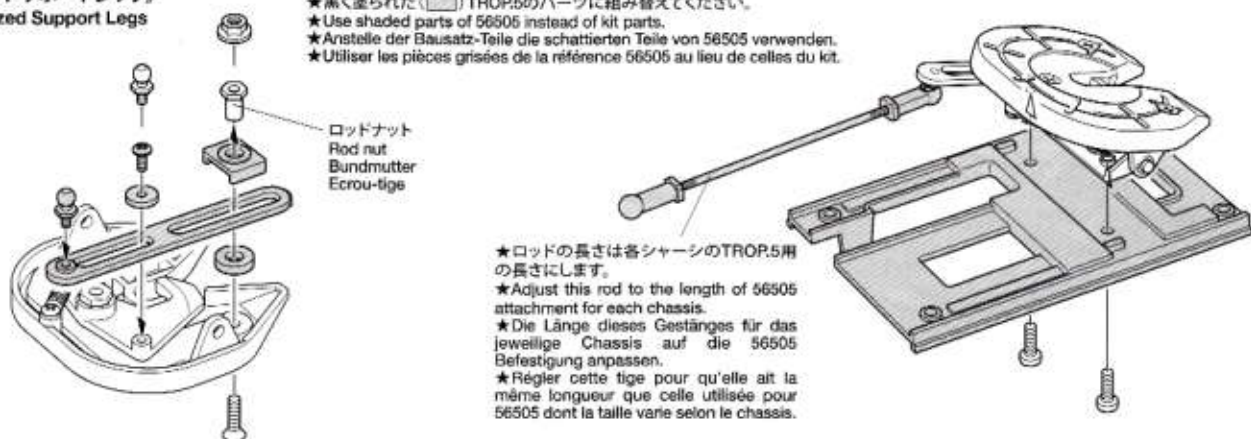 zed Support Legs
★黒く塗られた( )TROP.5のパーツに組み替えてください。
★Use shaded parts of 56505 instead of kit parts.
★Anstelle der Bausatz-Teile die schattierten Teile von 56505 verwenden.
★Utiliser les pièces grisées de la référence 56505 au lieu de celles du kit.
ロッドナット
Rod nut
Bundmutter
Ecrou-tige
★ロッドの長さは各シャーシのTROP.5用
の長さにします。
★Adjust this rod to the length of 56505
attachment for each chassis.
★Die Länge dieses Gestänges für das
jeweilige Chassis auf die 56505
Befestigung anpassen.
★Régler cette tige pour qu'elle ait la
même longueur que celle utilisée pour
56505 dont la taille varie selon le chassis.